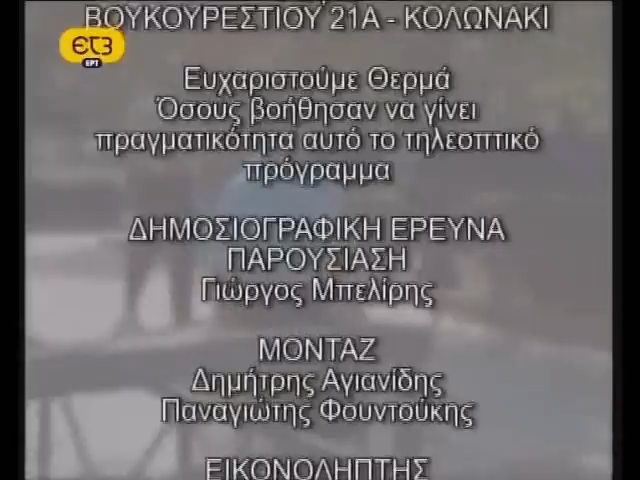 ΒΟΥΚΟΥΡΕΣΤΙΟΥ 21Α - ΚΟΛΩΝΑΚΙ
ετ3
ΕΡΤ
Ευχαριστούμε Θερμά
Όσους βοήθησαν να γίνει
πραγματικότητα αυτό το τηλεοπτικό
πρόγραμμα
ΔΗΜΟΣΙΟΓΡΑΦΙΚΗ ΕΡΕΥΝΑ
ΠΑΡΟΥΣΙΑΣΗ
Γιώργος Μπελίρης
ΜΟΝΤΑΖ
Δημήτρης Αγιανίδης
Παναγιώτης Φουντούκης
ΕΙΚΟΝΟΛΗΠΤΗΣ